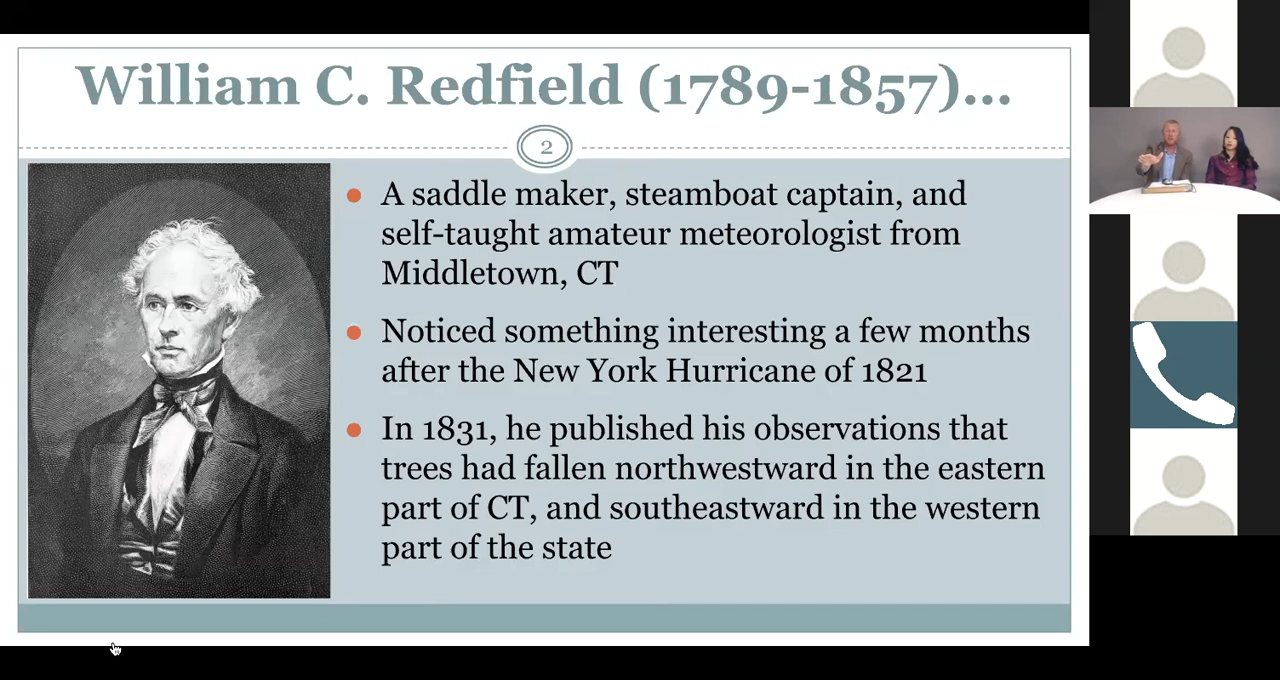 William C. Redfield (1789-1857)...
2
A saddle maker, steamboat captain, and
self-taught amateur meteorologist from
Middletown, CT
Noticed something interesting a few months
after the New York Hurricane of 1821
In 1831, he published his observations that
trees had fallen northwestward in the eastern
part of CT, and southeastward in the western
part of the state